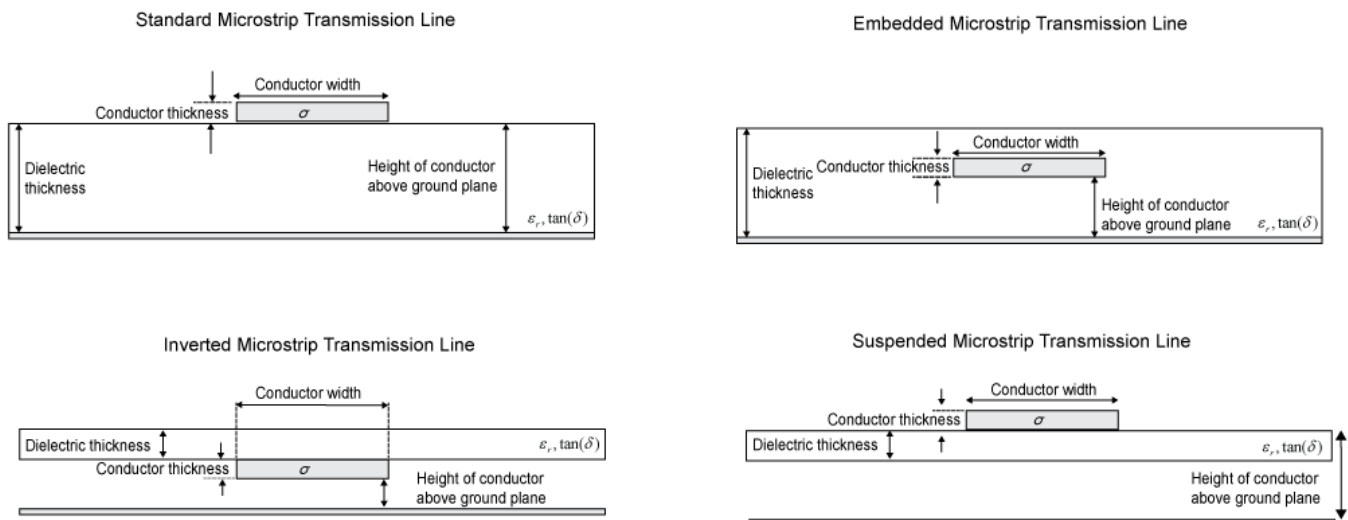 Standard Microstrip Transmission Line
Conductor width
Conductor thickness
σ
Dielectric
thickness
Height of conductor
above ground plane
εr, tan(δ)
Embedded Microstrip Transmission Line
Conductor width
Conductor thickness
σ
Dielectric
thickness
Height of conductor
above ground plane
εr, tan(δ)
Inverted Microstrip Transmission Line
Conductor width
Dielectric thickness
εr, tan(δ)
Conductor thickness
σ
Height of conductor
above ground plane
Suspended Microstrip Transmission Line
Conductor width
Conductor thickness
σ
Dielectric thickness
εr, tan(δ)
Height of conductor
above ground plane